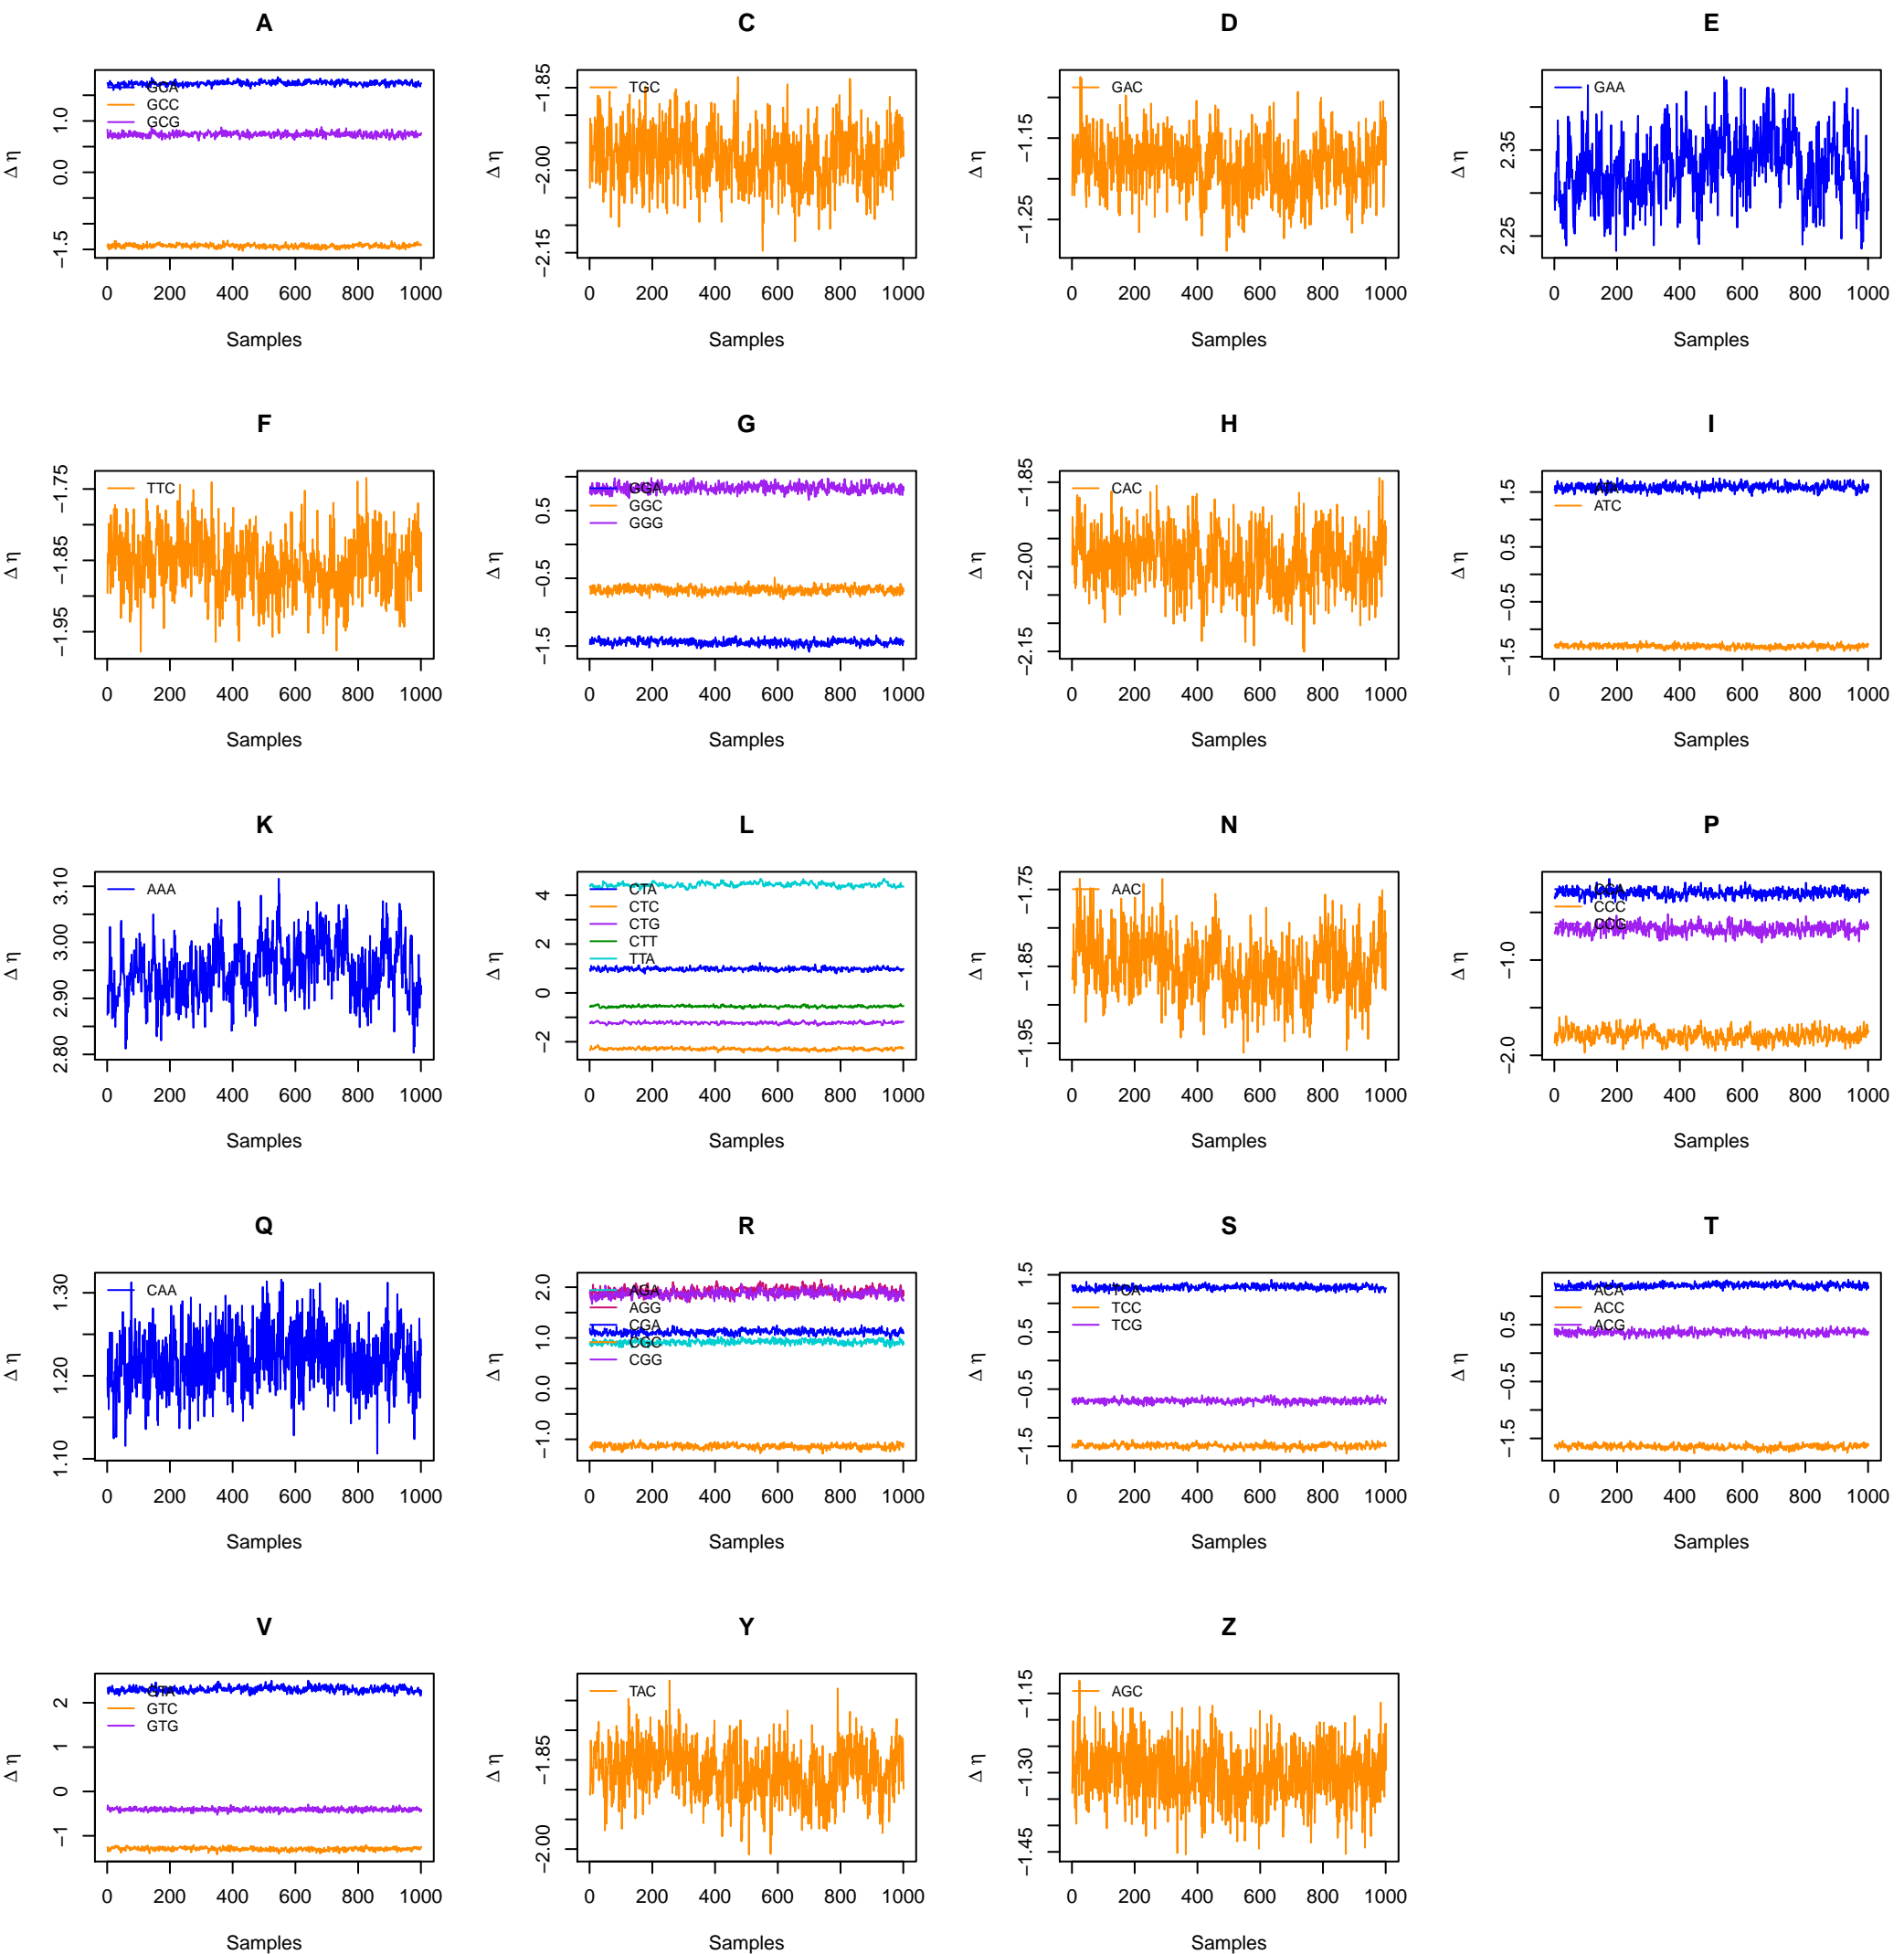 A
C
D
E
Δ η
1.0
0.0
−1.5
GCA
GCC
GCG
0 200 400 600 800 1000
Samples
Δ η
−1.85
−2.00
−2.15
TGC
0 200 400 600 800 1000
Samples
Δ η
−1.15
−1.25
GAC
0 200 400 600 800 1000
Samples
Δ η
2.35
2.25
GAA
0 200 400 600 800 1000
Samples
F
G
H
I
Δ η
−1.75
−1.85
−1.95
TTC
0 200 400 600 800 1000
Samples
Δ η
0.5
−0.5
−1.5
GGA
GGC
GGG
0 200 400 600 800 1000
Samples
Δ η
−1.85
−2.00
−2.15
CAC
0 200 400 600 800 1000
Samples
Δ η
1.5
0.5
−0.5
−1.5
ATA
ATC
0 200 400 600 800 1000
Samples
K
L
N
P
Δ η
3.10
3.00
2.90
2.80
AAA
0 200 400 600 800 1000
Samples
Δ η
4
2
0
−2
CTA
CTC
CTG
CTT
TTA
0 200 400 600 800 1000
Samples
Δ η
−1.75
−1.85
−1.95
AAC
0 200 400 600 800 1000
Samples
Δ η
−1.0
−2.0
CCA
CCC
CCG
0 200 400 600 800 1000
Samples
Q
R
S
T
Δ η
1.30
1.20
1.10
CAA
0 200 400 600 800 1000
Samples
Δ η
2.0
1.0
0.0
−1.0
AGA
AGG
CGA
CGC
CGG
0 200 400 600 800 1000
Samples
Δ η
1.5
0.5
−0.5
−1.5
TCA
TCC
TCG
0 200 400 600 800 1000
Samples
Δ η
0.5
−0.5
−1.5
ACA
ACC
ACG
0 200 400 600 800 1000
Samples
V
Y
Z
Δ η
2
1
0
−1
GTA
GTC
GTG
0 200 400 600 800 1000
Samples
Δ η
−1.85
−2.00
TAC
0 200 400 600 800 1000
Samples
Δ η
−1.15
−1.30
−1.45
AGC
0 200 400 600 800 1000
Samples